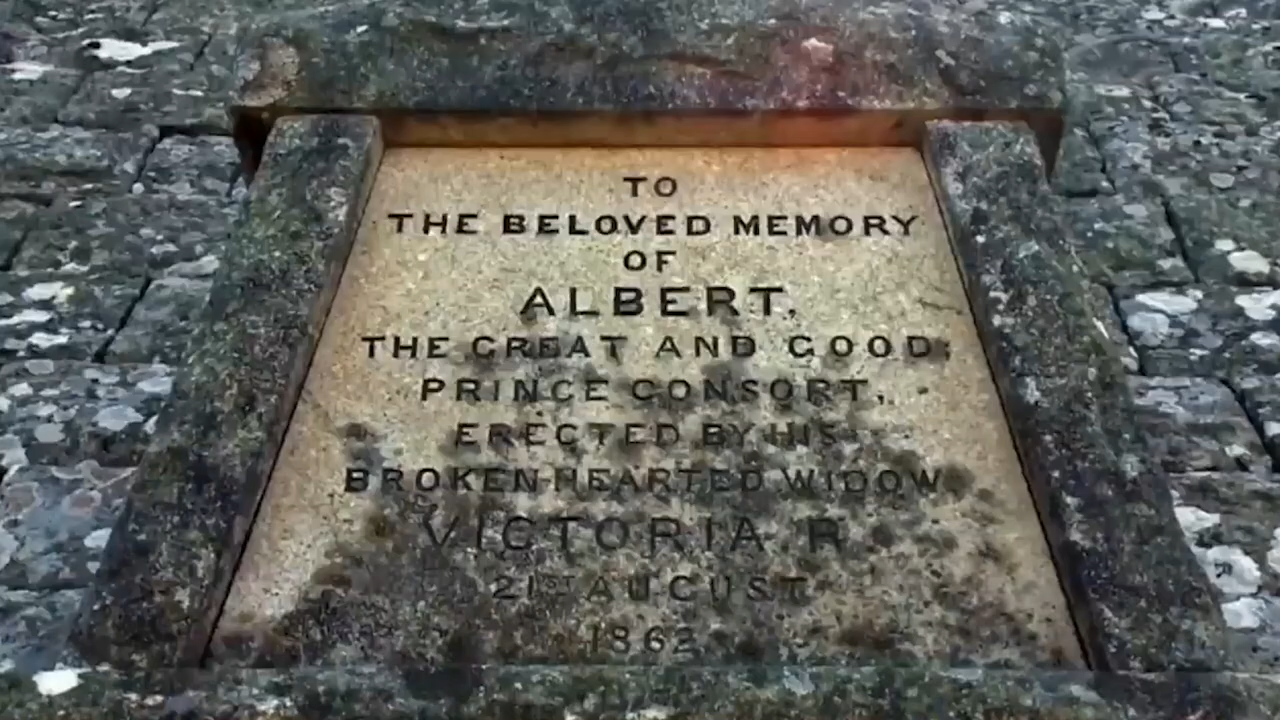 TO
THE BELOVED MEMORY
OF
ALBERT,
THE GREAT AND GOOD;
PRINCE CONSORT,
ERECTED BY HIS
BROKEN-HEARTED WIDOW
VICTORIA R.
21ST AUGUST
1862